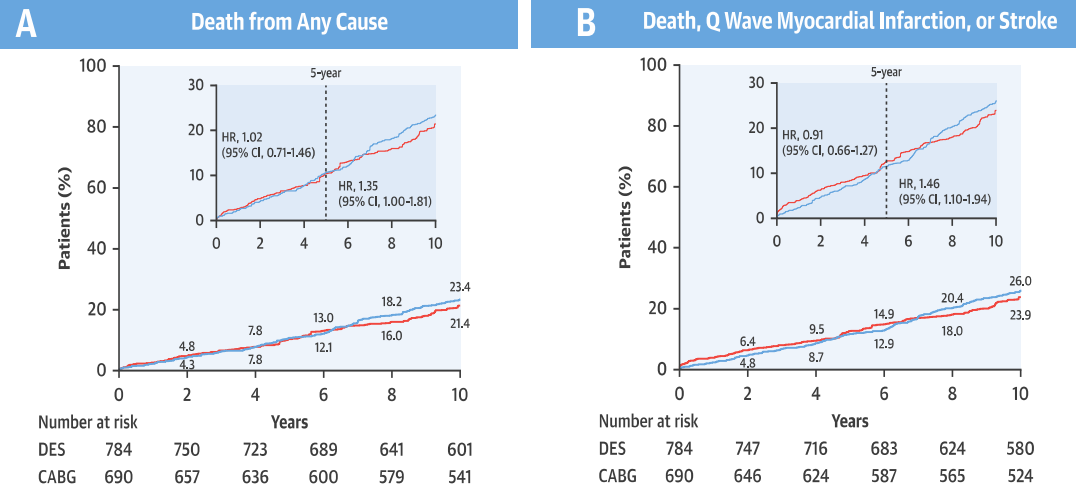 A Death from Any Cause
Patients (%)
100
80
60
40
20
0
30
20
10
0
5-year
HR, 1.02
(95% CI, 0.71-1.46)
HR, 1.35
(95% CI, 1.00-1.81)
0 2 4 6 8 10
4.8
4.3
7.8
7.8
13.0
12.1
18.2
16.0
23.4
21.4
0 2 4 6 8 10
Number at risk Years
DES 784 750 723 689 641 601
CABG 690 657 636 600 579 541
B Death, Q Wave Myocardial Infarction, or Stroke
Patients (%)
100
80
60
40
20
0
30
20
10
0
5-year
HR, 0.91
(95% CI, 0.66-1.27)
HR, 1.46
(95% CI, 1.10-1.94)
0 2 4 6 8 10
6.4
4.8
9.5
8.7
14.9
12.9
20.4
18.0
26.0
23.9
0 2 4 6 8 10
Number at risk Years
DES 784 747 716 683 624 580
CABG 690 646 624 587 565 524